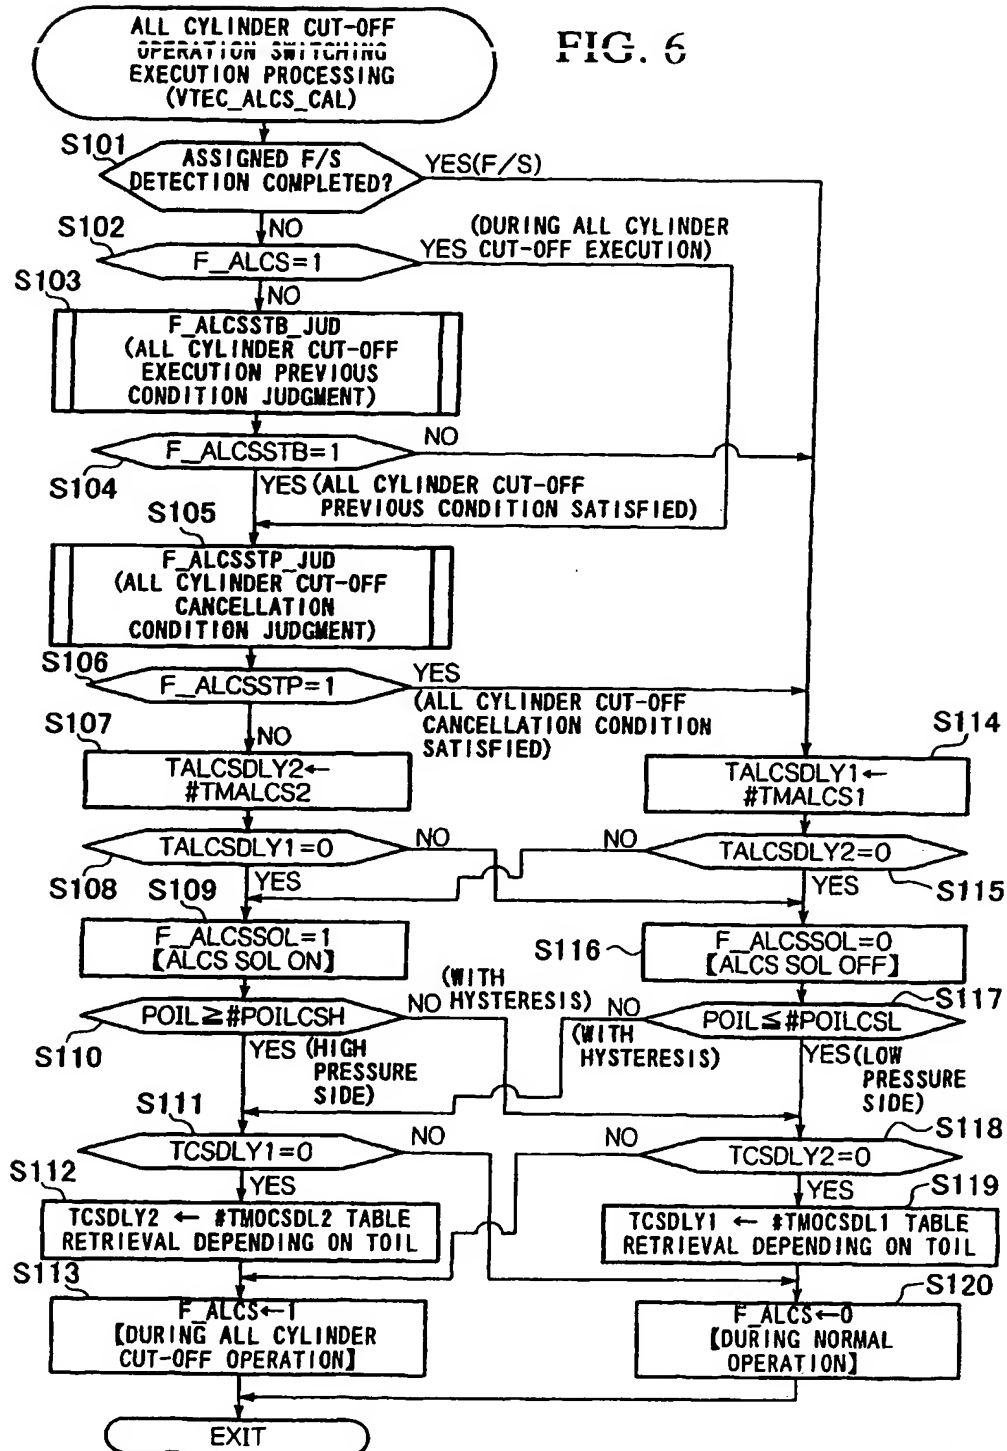 ALL CYLINDER CUT-OFF
OPERATION SWITCHING
EXECUTION PROCESSING
(VTEC_ALCS_CAL)
FIG. 6
S101
ASSIGNED F/S
DETECTION COMPLETED?
YES(F/S)
NO
S102
F_ALCS=1
(DURING ALL CYLINDER
YES CUT-OFF EXECUTION)
NO
S103
F_ALCSSTB_JUD
(ALL CYLINDER CUT-OFF
EXECUTION PREVIOUS
CONDITION JUDGMENT)
S104
F_ALCSSTB=1
NO
YES (ALL CYLINDER CUT-OFF
PREVIOUS CONDITION SATISFIED)
S105
F_ALCSSTP_JUD
(ALL CYLINDER CUT-OFF
CANCELLATION
CONDITION JUDGMENT)
S106
F_ALCSSTP=1
YES
(ALL CYLINDER CUT-OFF
CANCELLATION CONDITION
SATISFIED)
NO
S107
TALCSDLY2←
#TMALCS2
S114
TALCSDLY1←
#TMALCS1
S108
TALCSDLY1=0
NO
YES
NO
TALCSDLY2=0
S115
YES
S109
F_ALCSSOL=1
【ALCS SOL ON】
S116
F_ALCSSOL=0
【ALCS SOL OFF】
S110
POIL≧#POILCSH
NO
(WITH
HYSTERESIS)
YES (HIGH
PRESSURE
SIDE)
S117
NO
POIL≦#POILCSL
(WITH
HYSTERESIS)
YES(LOW
PRESSURE
SIDE)
S111
TCSDLY1=0
NO
YES
S118
NO
TCSDLY2=0
YES
S112
TCSDLY2 ← #TMOCSDL2 TABLE
RETRIEVAL DEPENDING ON TOIL
S119
TCSDLY1 ← #TMOCSDL1 TABLE
RETRIEVAL DEPENDING ON TOIL
S113
F_ALCS←1
【DURING ALL CYLINDER
CUT-OFF OPERATION】
S120
F_ALCS←0
【DURING NORMAL
OPERATION】
EXIT